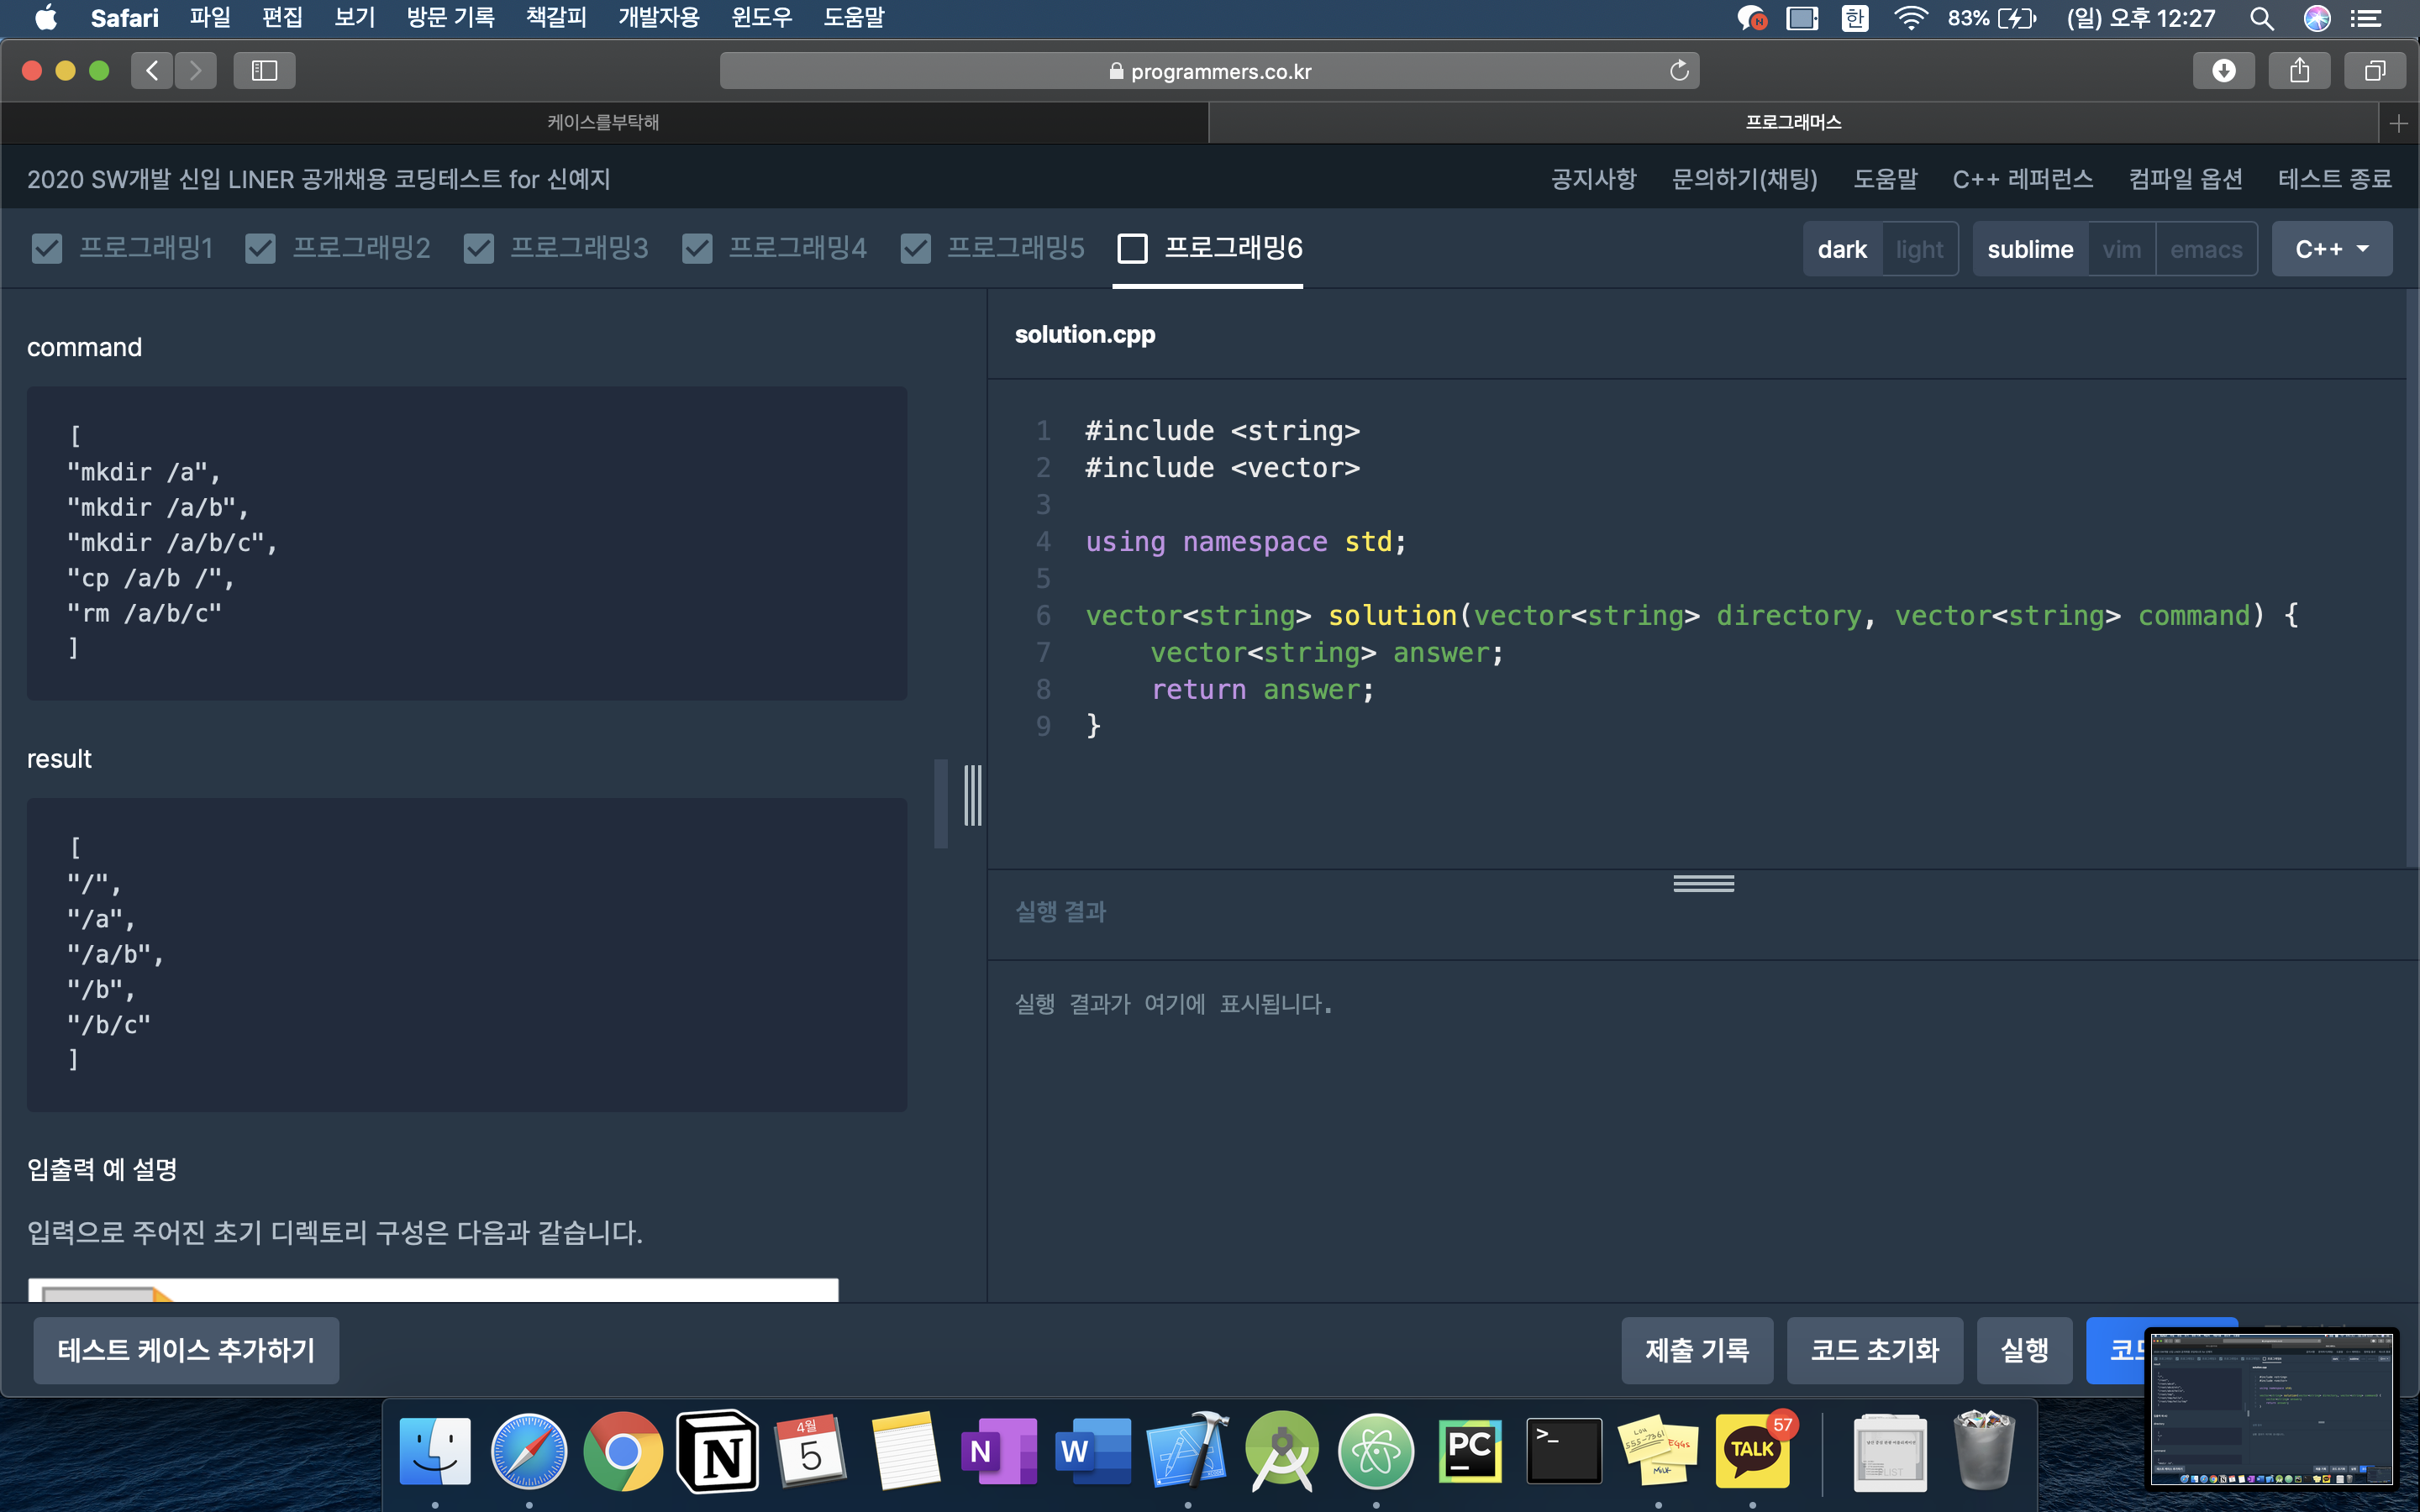 Safari 파일 편집 보기 방문 기록 책갈피 개발자용 윈도우 도움말 한 83% (일) 오후 12:27
programmers.co.kr
케이스를부탁해 프로그래머스
2020 SW개발 신입 LINER 공개채용 코딩테스트 for 신예지 공지사항 문의하기(채팅) 도움말 C++ 레퍼런스 컴파일 옵션 테스트 종료
프로그래밍1 프로그래밍2 프로그래밍3 프로그래밍4 프로그래밍5 프로그래밍6 dark light sublime vim emacs C++
command
[
"mkdir /a",
"mkdir /a/b",
"mkdir /a/b/c",
"cp /a/b /",
"rm /a/b/c"
]
result
[
"/",
"/a",
"/a/b",
"/b",
"/b/c"
]
입출력 예 설명
입력으로 주어진 초기 디렉토리 구성은 다음과 같습니다.
solution.cpp
1 #include <string>
2 #include <vector>
3
4 using namespace std;
5
6 vector<string> solution(vector<string> directory, vector<string> command) {
7 vector<string> answer;
8 return answer;
9 }
실행 결과
실행 결과가 여기에 표시됩니다.
테스트 케이스 추가하기 제출 기록 코드 초기화 실행
4월
5
N
N
W
PC
>_
LOU
555-7361
EGGS
MILK
TALK
57